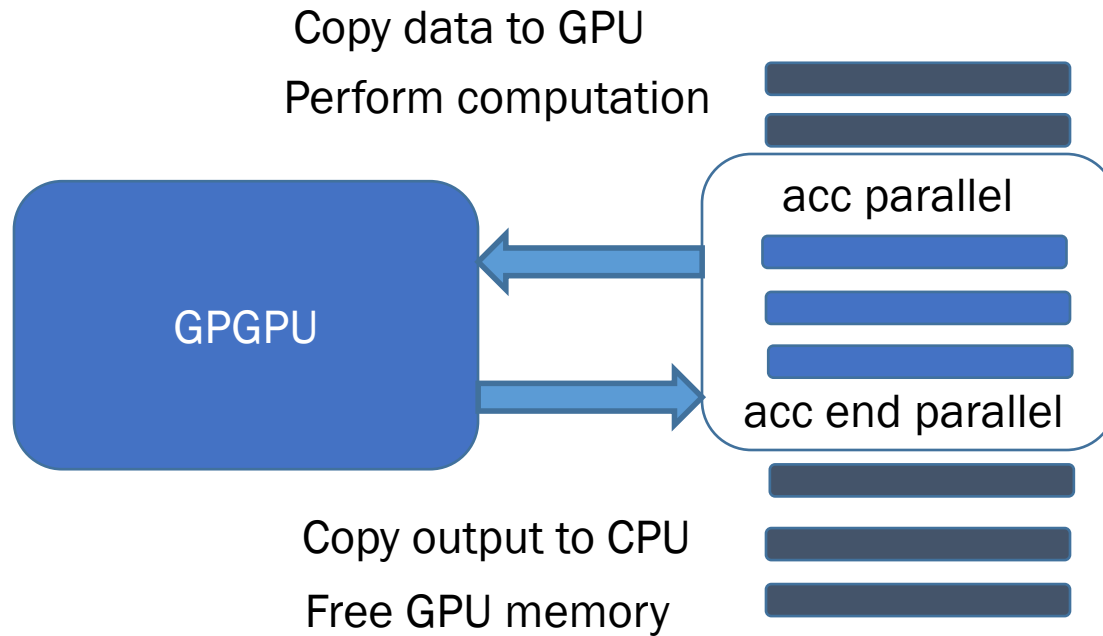 Copy data to GPU
Perform computation
acc parallel
GPGPU
acc end parallel
Copy output to CPU
Free GPU memory